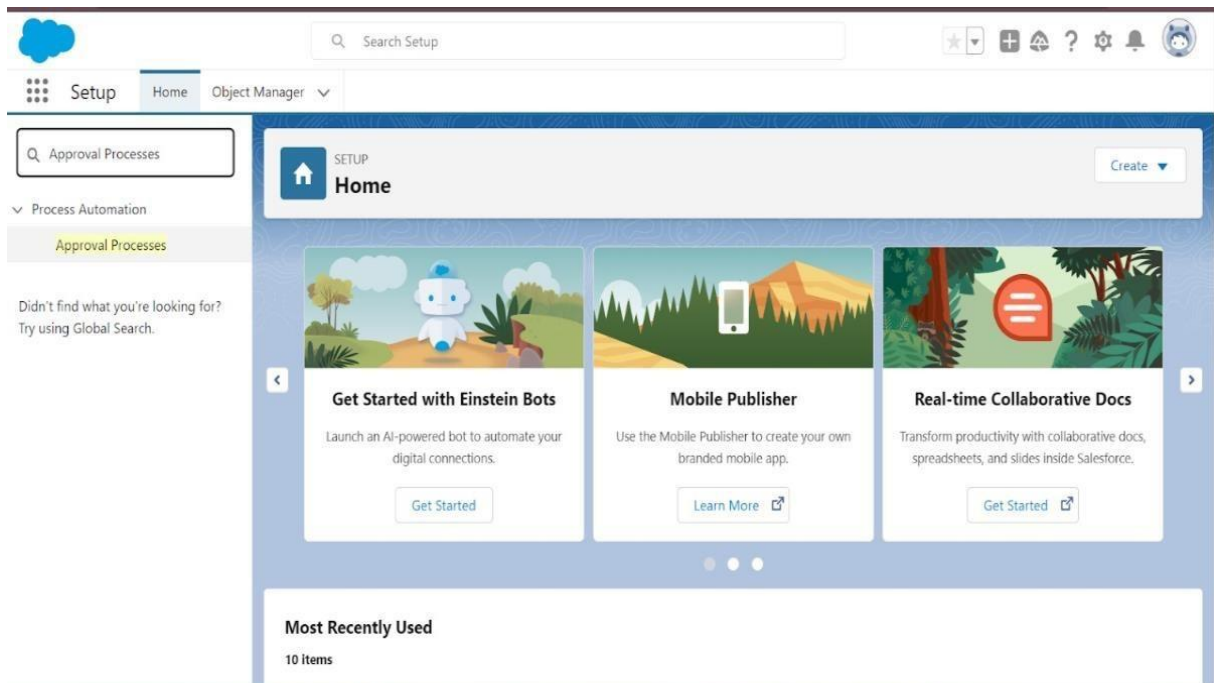 Search Setup
Setup
Home
Object Manager
Approval Processes
Process Automation
Approval Processes
Didn't find what you're looking for?
Try using Global Search.
SETUP
Home
Create
Get Started with Einstein Bots
Launch an AI-powered bot to automate your
digital connections.
Get Started
Mobile Publisher
Use the Mobile Publisher to create your own
branded mobile app.
Learn More
Real-time Collaborative Docs
Transform productivity with collaborative docs,
spreadsheets, and slides inside Salesforce.
Get Started
Most Recently Used
10 items